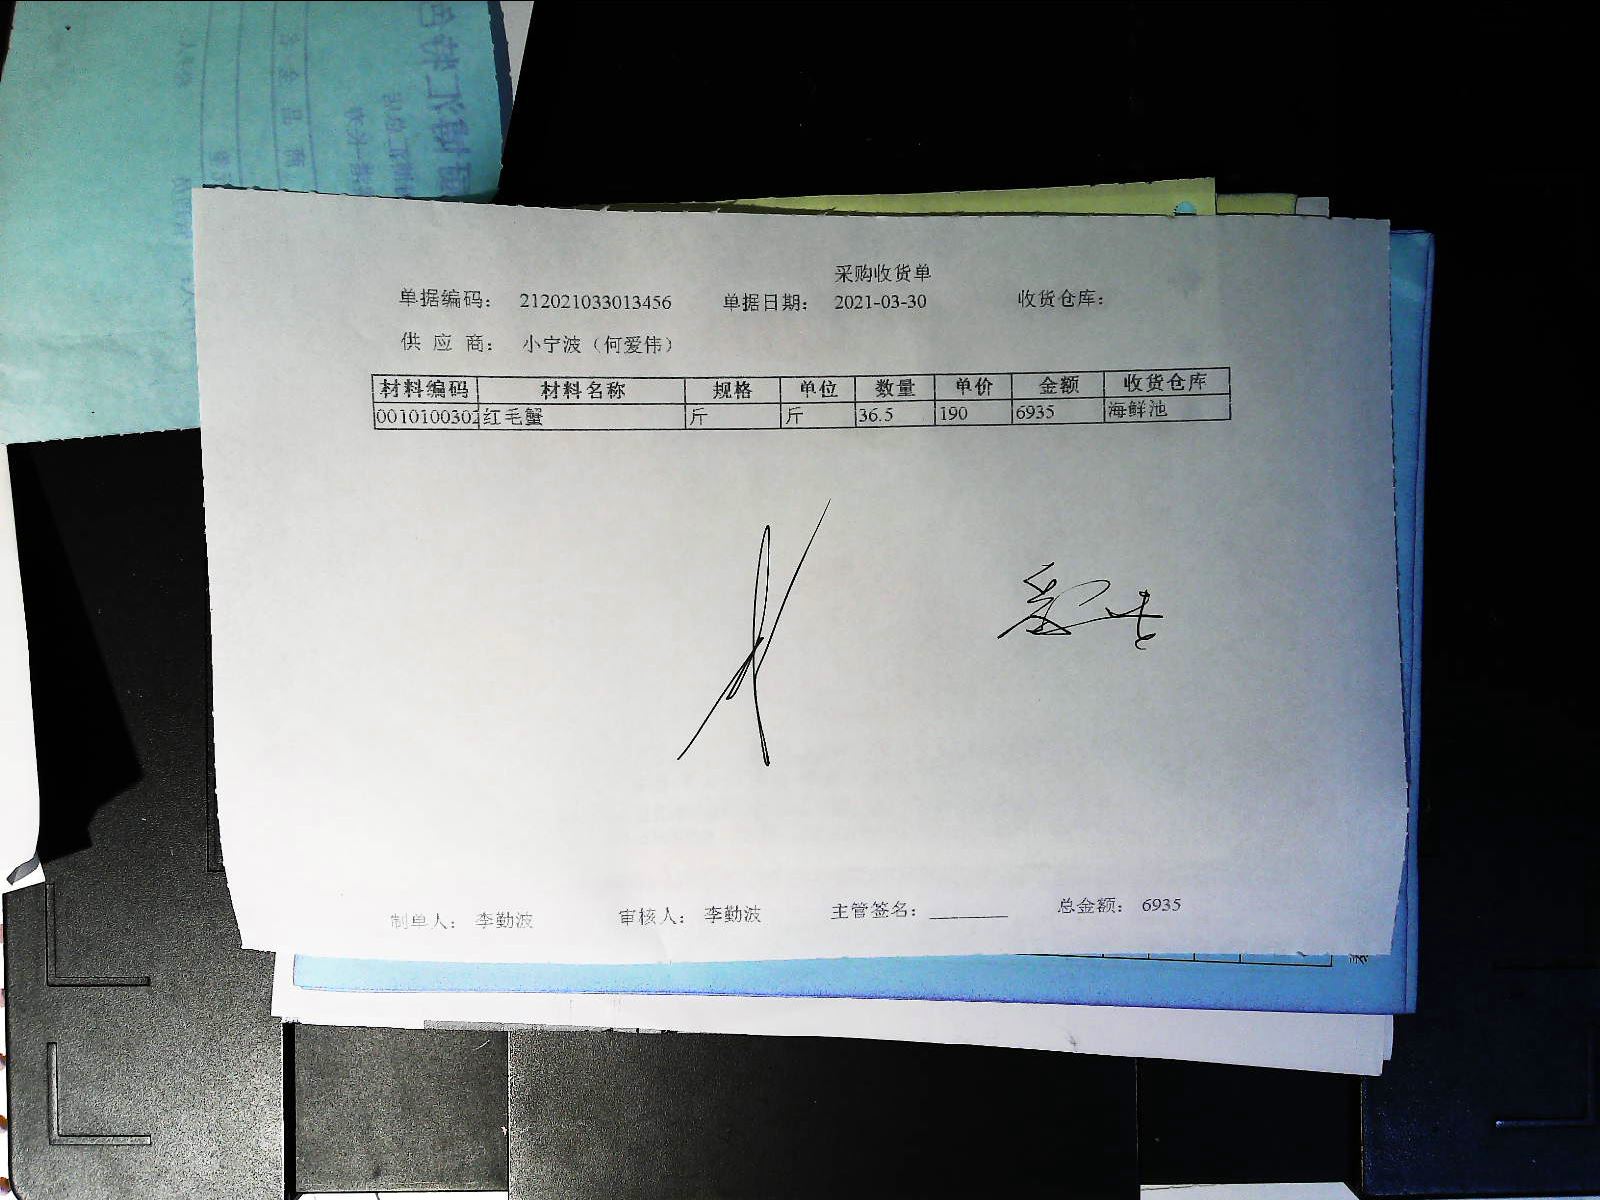 采购收货单
单据编码： 212021033013456 单据日期： 2021-03-30 收货仓库：
供 应 商： 小宁波（何爱伟）
材料编码 材料名称 规格 单位 数量 单价 金额 收货仓库
0010100302 红毛蟹 斤 斤 36.5 190 6935 海鲜池
制单人： 李勤波 审核人： 李勤波 主管签名：________ 总金额： 6935